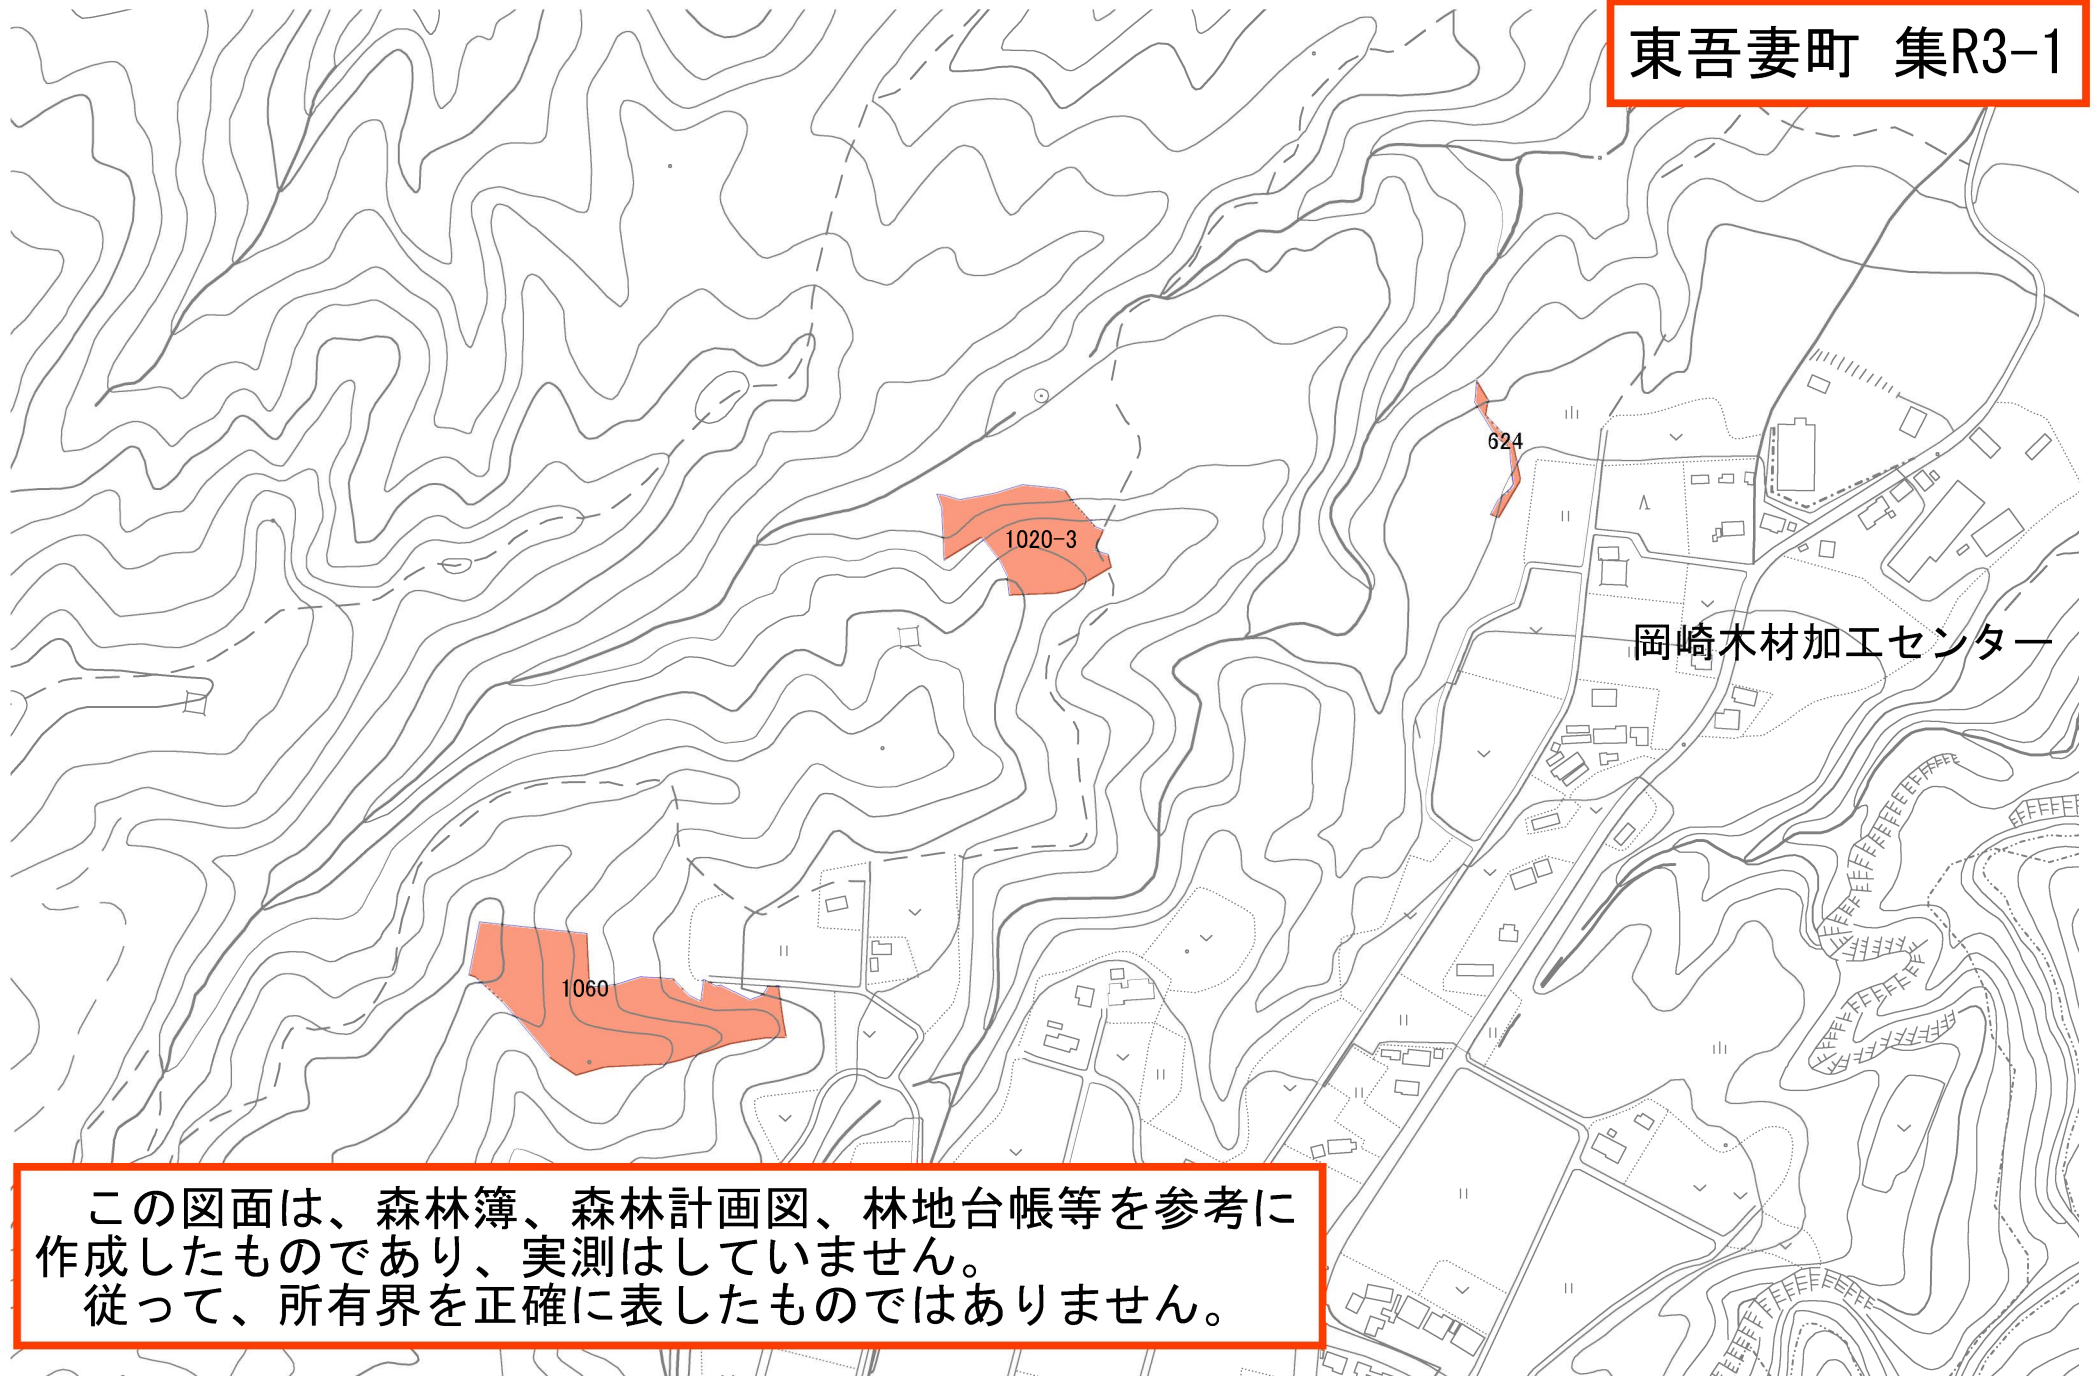 東吾妻町 集R3-1
624
1020-3
岡崎木材加工センター
1060
この図面は、森林簿、森林計画図、林地台帳等を参考に
作成したものであり、実測はしていません。
従って、所有界を正確に表したものではありません。